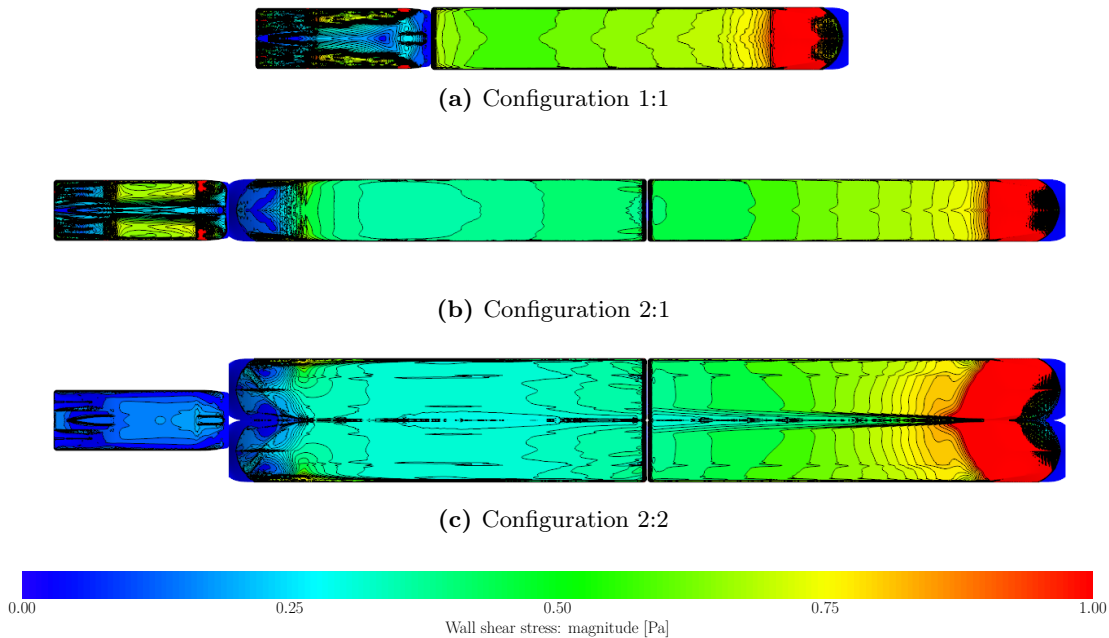 (a) Configuration 1:1
(b) Configuration 2:1
(c) Configuration 2:2
0.00 0.25 0.50 0.75 1.00
Wall shear stress: magnitude [Pa]